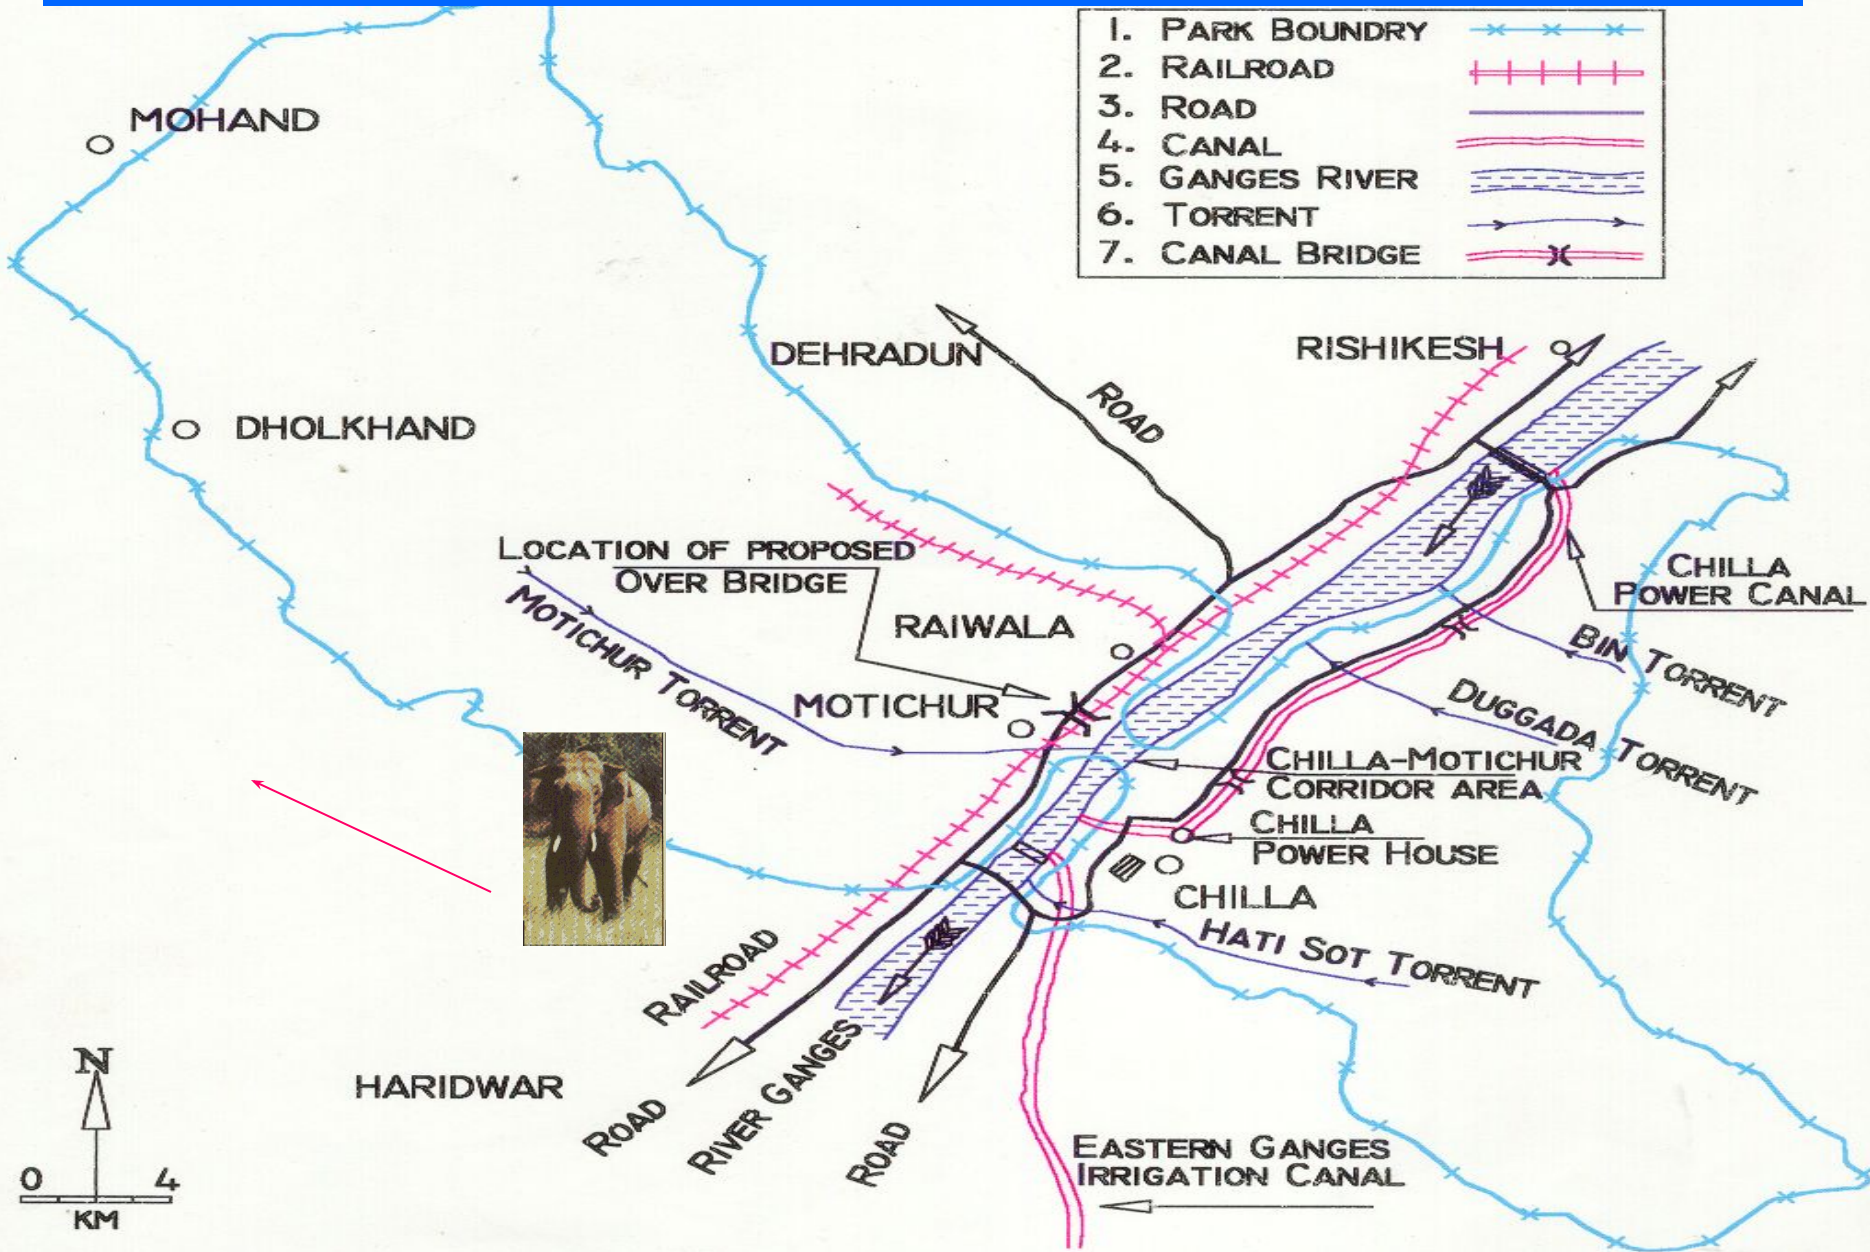 1. PARK BOUNDRY
2. RAILROAD
3. ROAD
4. CANAL
5. GANGES RIVER
6. TORRENT
7. CANAL BRIDGE
MOHAND
DHOLKHAND
DEHRADUN
ROAD
RISHIKESH
LOCATION OF PROPOSED
OVER BRIDGE
MOTICHUR TORRENT
RAIWALA
MOTICHUR
CHILLA
POWER CANAL
BIN TORRENT
DUGGADA TORRENT
CHILLA-MOTICHUR
CORRIDOR AREA
CHILLA
POWER HOUSE
CHILLA
HATI SOT TORRENT
RAILROAD
HARIDWAR
ROAD
RIVER GANGES
ROAD
EASTERN GANGES
IRRIGATION CANAL
N
0 4
KM